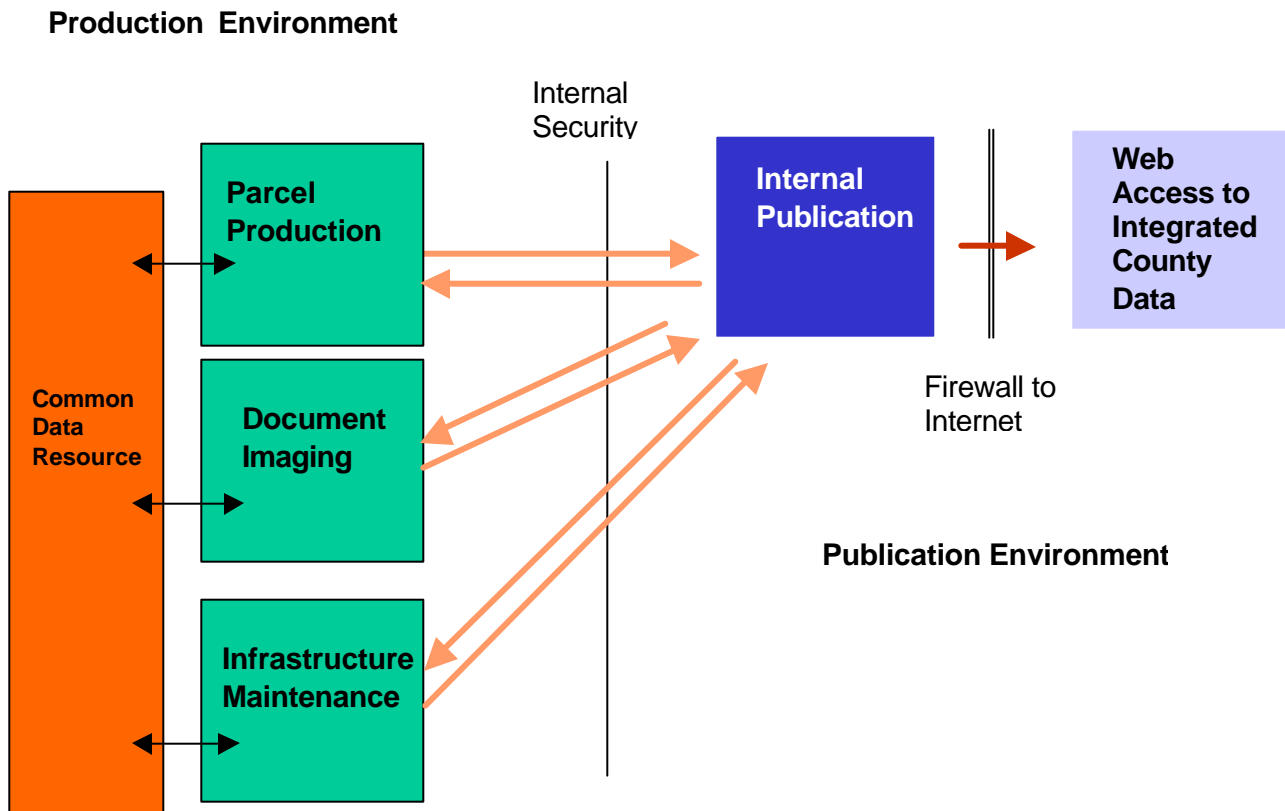 Production Environment
Internal
Security
Parcel
Production
Internal
Publication
Web
Access to
Integrated
County
Data
Common
Data
Resource
Document
Imaging
Firewall to
Internet
Publication Environment
Infrastructure
Maintenance